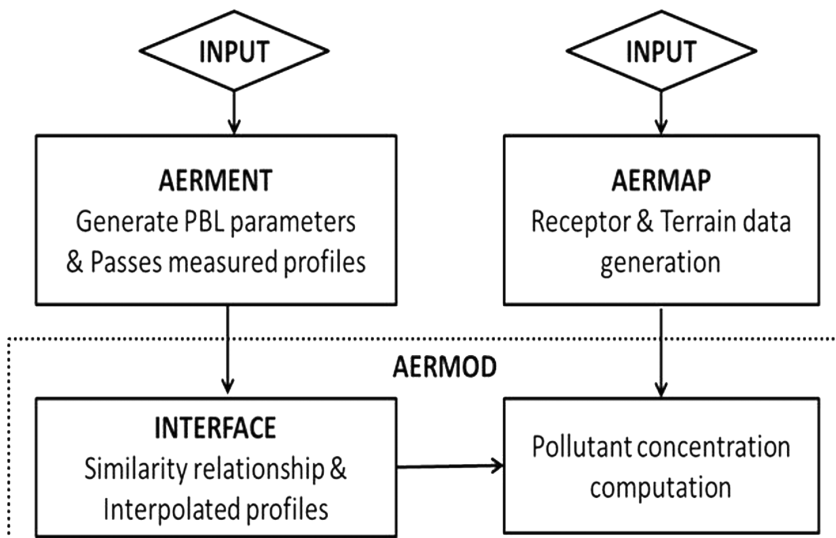 INPUT
INPUT
AERMENT
Generate PBL parameters
& Passes measured profiles
AERMAP
Receptor & Terrain data
generation
AERMOD
INTERFACE
Similarity relationship &
Interpolated profiles
Pollutant concentration
computation